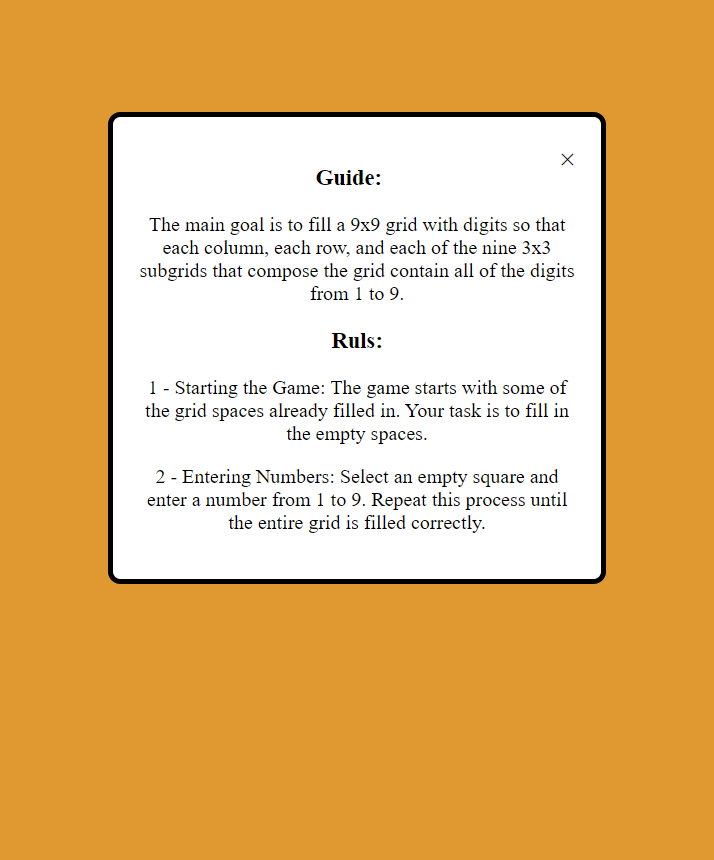 Guide:
The main goal is to fill a 9x9 grid with digits so that
each column, each row, and each of the nine 3x3
subgrids that compose the grid contain all of the digits
from 1 to 9.
Ruls:
1 - Starting the Game: The game starts with some of
the grid spaces already filled in. Your task is to fill in
the empty spaces.
2 - Entering Numbers: Select an empty square and
enter a number from 1 to 9. Repeat this process until
the entire grid is filled correctly.